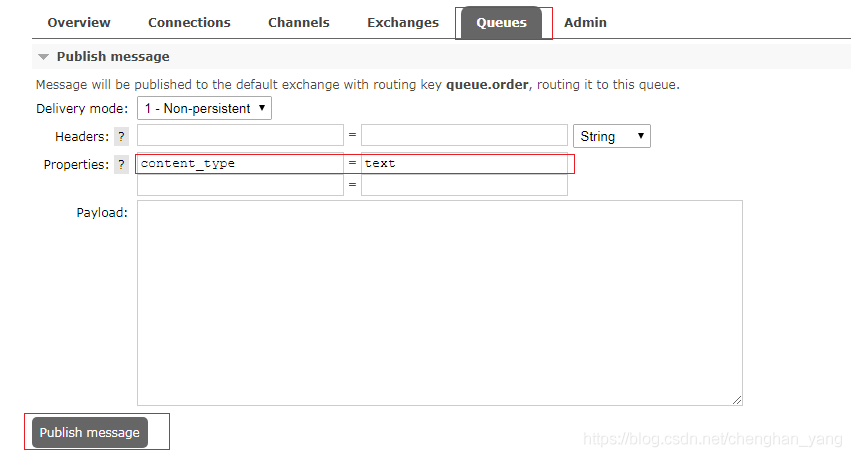 Overview Connections Channels Exchanges Queues Admin
Publish message
Message will be published to the default exchange with routing key queue.order, routing it to this queue.
Delivery mode: 1 - Non-persistent
Headers: ? = String
Properties: ? content_type = text
=
Payload:
Publish message
https://blog.csdn.net/chenghan_yang